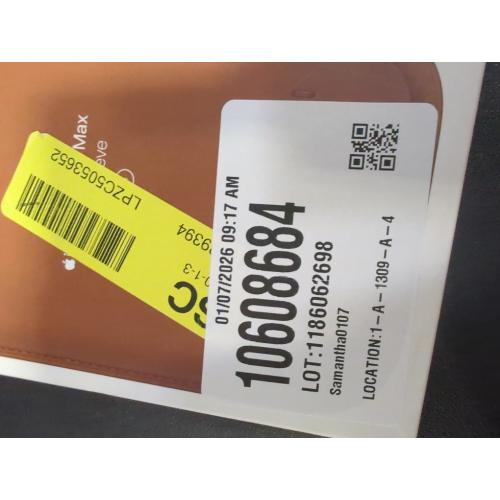 Max
eve
LPZC5053652
9394
-1-3
SC
01/07/2026 09:17 AM
10608684
LOT:1186062698
Samantha0107
LOCATION:1-A-1309-A-4